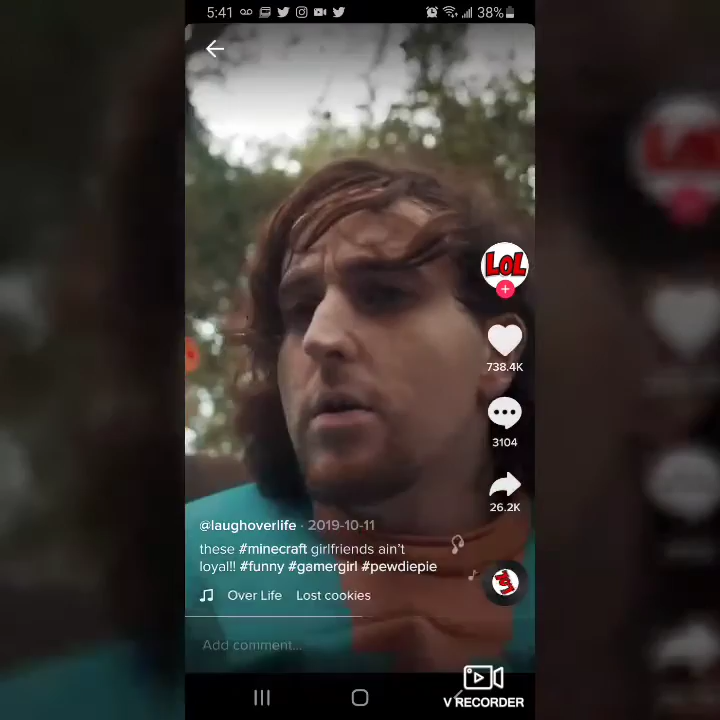 5:41
38%
LOL
738.4K
3104
26.2K
@laughoverlife · 2019-10-11
these #minecraft girlfriends ain't
loyal!! #funny #gamergirl #pewdiepie
Over Life Lost cookies
LOL
Add comment...
V RECORDER